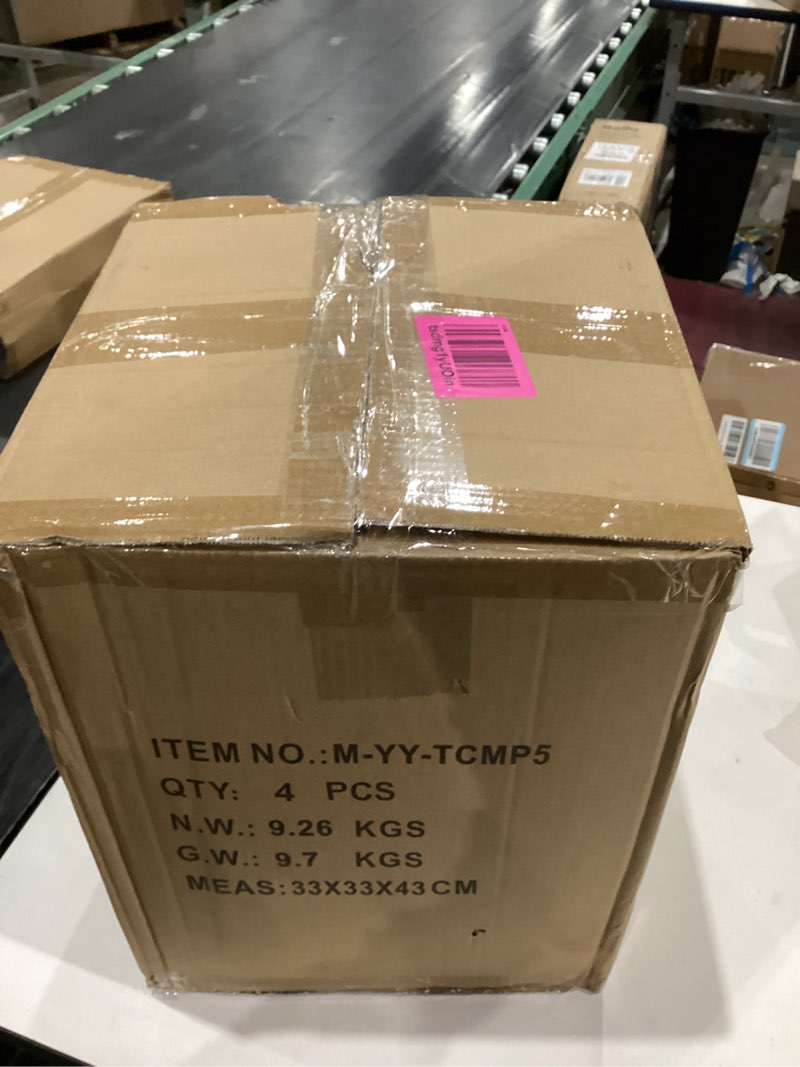 ITEM NO.:M-YY-TCMP5
QTY: 4 PCS
N.W.: 9.26 KGS
G.W.: 9.7 KGS
MEAS:33X33X43CM